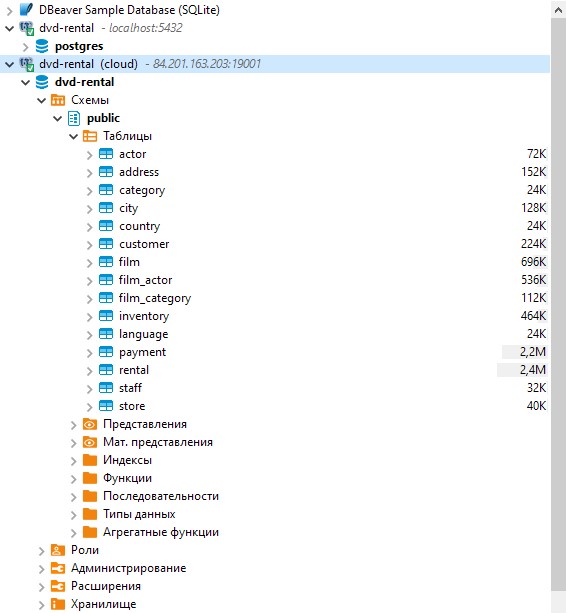 DBeaver Sample Database (SQLite)
dvd-rental - localhost:5432
postgres
dvd-rental (cloud) - 84.201.163.203:19001
dvd-rental
Схемы
public
Таблицы
actor 72K
address 152K
category 24K
city 128K
country 24K
customer 224K
film 696K
film_actor 536K
film_category 112K
inventory 464K
language 24K
payment 2,2M
rental 2,4M
staff 32K
store 40K
Представления
Мат. представления
Индексы
Функции
Последовательности
Типы данных
Агрегатные функции
Роли
Администрирование
Расширения
Хранилище